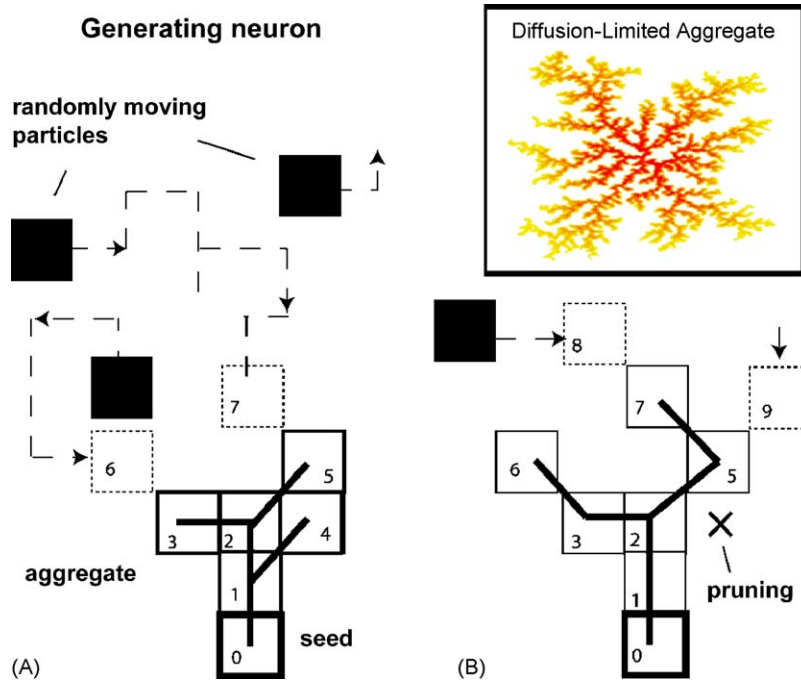 Generating neuron
randomly moving
particles
7
6
5
3
2
4
aggregate
1
seed
0
(A)
Diffusion-Limited Aggregate
8
7
9
6
5
3
2
1
pruning
0
(B)